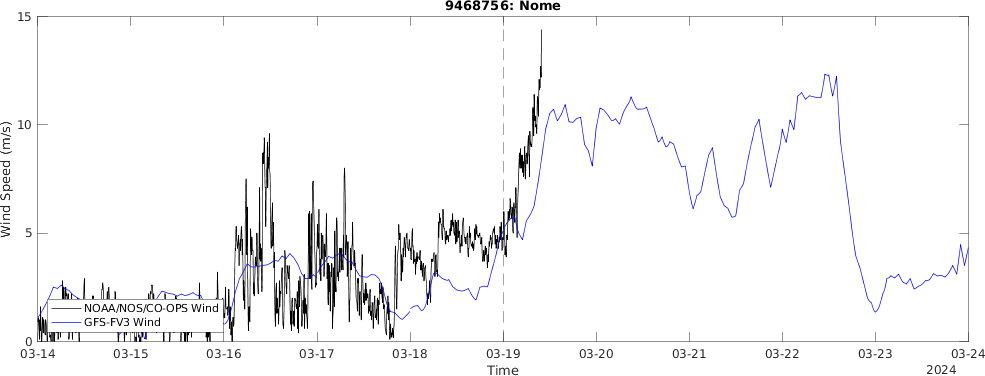 9468756: Nome
15
10
5
0
Wind Speed (m/s)
NOAA/NOS/CO-OPS Wind
GFS-FV3 Wind
03-14 03-15 03-16 03-17 03-18 03-19 03-20 03-21 03-22 03-23 03-24
Time
2024